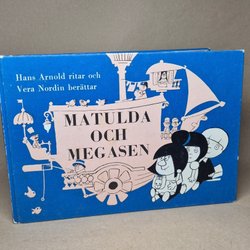 Hans Arnold ritar och
Vera Nordin berättar
MATULDA
OCH
MEGASEN